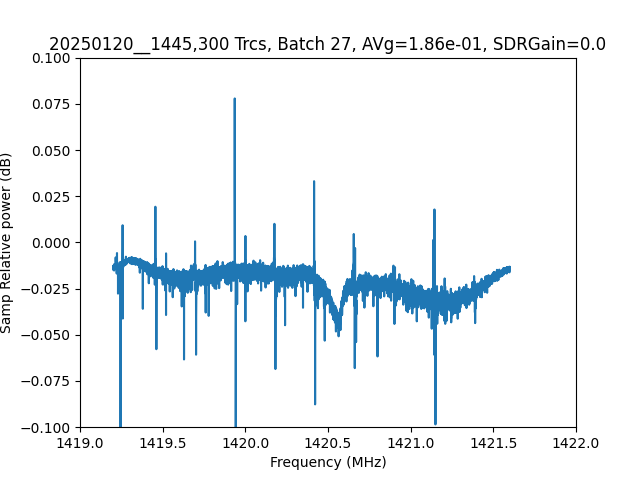 20250120__1445,300 Trcs, Batch 27, AVg=1.86e-01, SDRGain=0.0
0.100
0.075
0.050
0.025
0.000
−0.025
−0.050
−0.075
−0.100
Samp Relative power (dB)
1419.0 1419.5 1420.0 1420.5 1421.0 1421.5 1422.0
Frequency (MHz)